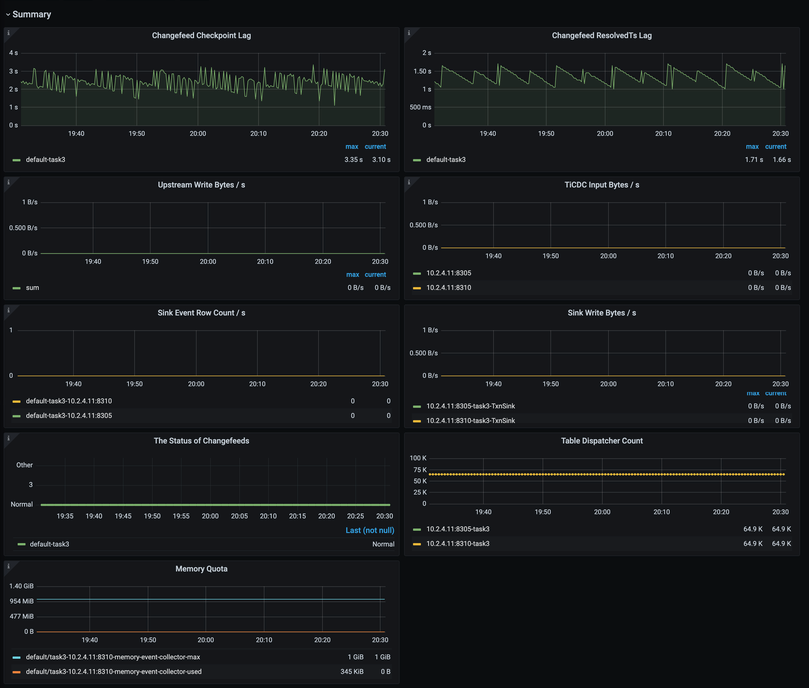 Summary
Changefeed Checkpoint Lag
4 s
3 s
2 s
1 s
0 s
19:40 19:50 20:00 20:10 20:20 20:30
max current
default-task3 3.35 s 3.10 s
Changefeed ResolvedTs Lag
2 s
1.50 s
1 s
500 ms
0 s
19:40 19:50 20:00 20:10 20:20 20:30
max current
default-task3 1.71 s 1.66 s
Upstream Write Bytes / s
1 B/s
0.500 B/s
0 B/s
19:40 19:50 20:00 20:10 20:20 20:30
max current
sum 0 B/s 0 B/s
TiCDC Input Bytes / s
1 B/s
0.500 B/s
0 B/s
19:40 19:50 20:00 20:10 20:20 20:30
10.2.4.11:8305 0 B/s 0 B/s
10.2.4.11:8310 0 B/s 0 B/s
Sink Event Row Count / s
1
0
19:40 19:50 20:00 20:10 20:20 20:30
default-task3-10.2.4.11:8310 0 0
default-task3-10.2.4.11:8305 0 0
Sink Write Bytes / s
1 B/s
0.500 B/s
0 B/s
19:40 19:50 20:00 20:10 20:20 20:30
max current
10.2.4.11:8305-task3-TxnSink 0 B/s 0 B/s
10.2.4.11:8310-task3-TxnSink 0 B/s 0 B/s
The Status of Changefeeds
Other
3
Normal
19:35 19:40 19:45 19:50 19:55 20:00 20:05 20:10 20:15 20:20 20:25 20:30
Last (not null)
default-task3 Normal
Table Dispatcher Count
100 K
75 K
50 K
25 K
0
19:40 19:50 20:00 20:10 20:20 20:30
10.2.4.11:8305-task3 64.9 K 64.9 K
10.2.4.11:8310-task3 64.9 K 64.9 K
Memory Quota
1.40 GiB
954 MiB
477 MiB
0 B
19:40 19:50 20:00 20:10 20:20 20:30
default/task3-10.2.4.11:8310-memory-event-collector-max 1 GiB 1 GiB
default/task3-10.2.4.11:8310-memory-event-collector-used 345 KiB 0 B